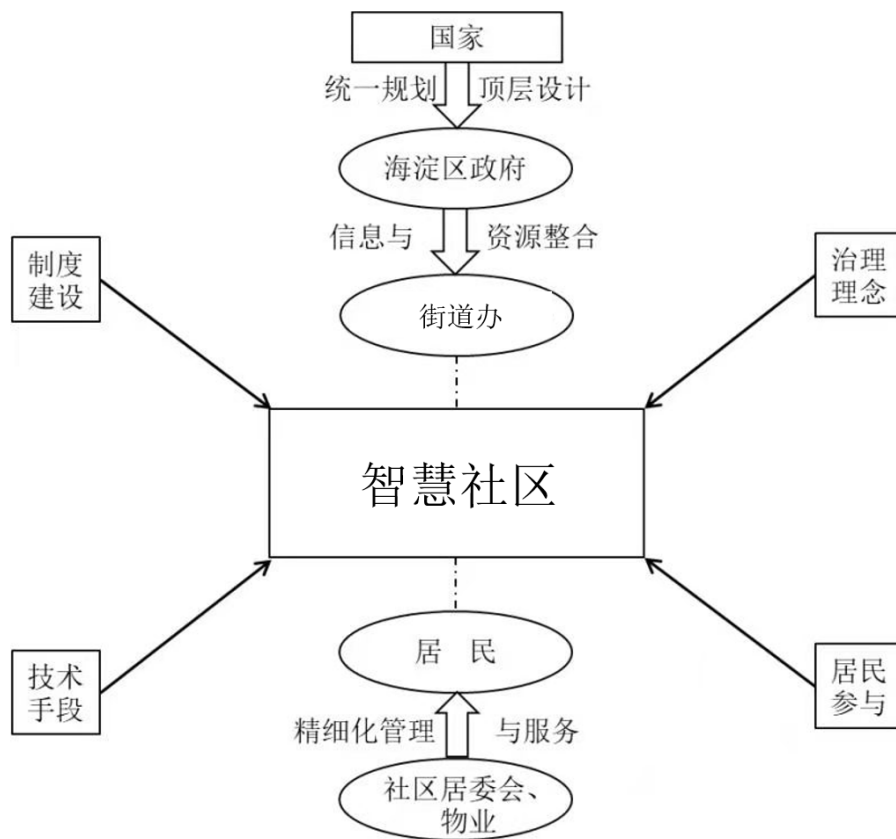 国家
统一规划 顶层设计
海淀区政府
信息与 资源整合
制度
建设
治理
理念
街道办
智慧社区
居 民
技术
手段
居民
参与
精细化管理 与服务
社区居委会、
物业